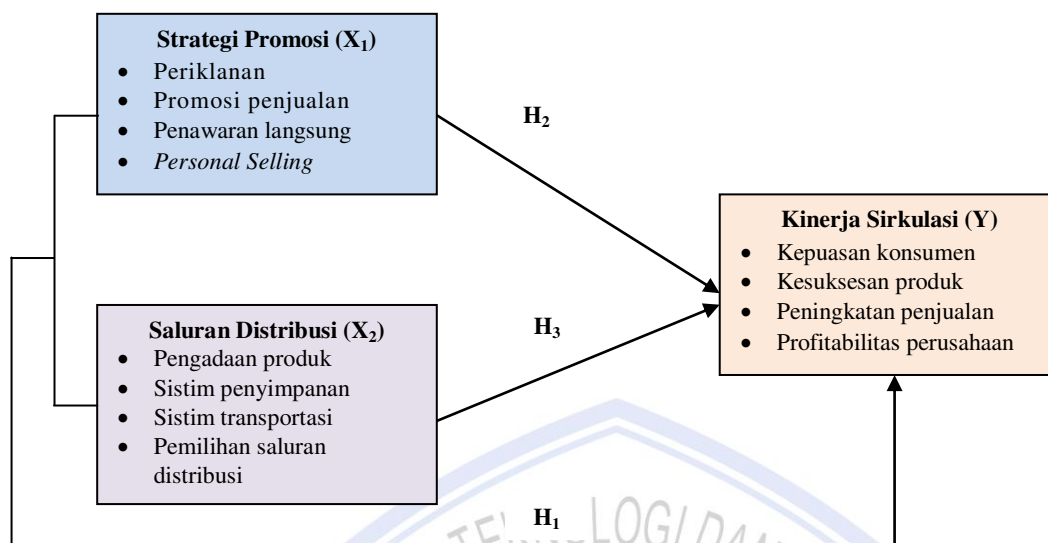 Strategi Promosi (X₁)
• Periklanan
• Promosi penjualan
• Penawaran langsung
• Personal Selling
H₂
Kinerja Sirkulasi (Y)
• Kepuasan konsumen
• Kesuksesan produk
• Peningkatan penjualan
• Profitabilitas perusahaan
Saluran Distribusi (X₂)
• Pengadaan produk
• Sistim penyimpanan
• Sistim transportasi
• Pemilihan saluran
distribusi
H₃
H₁